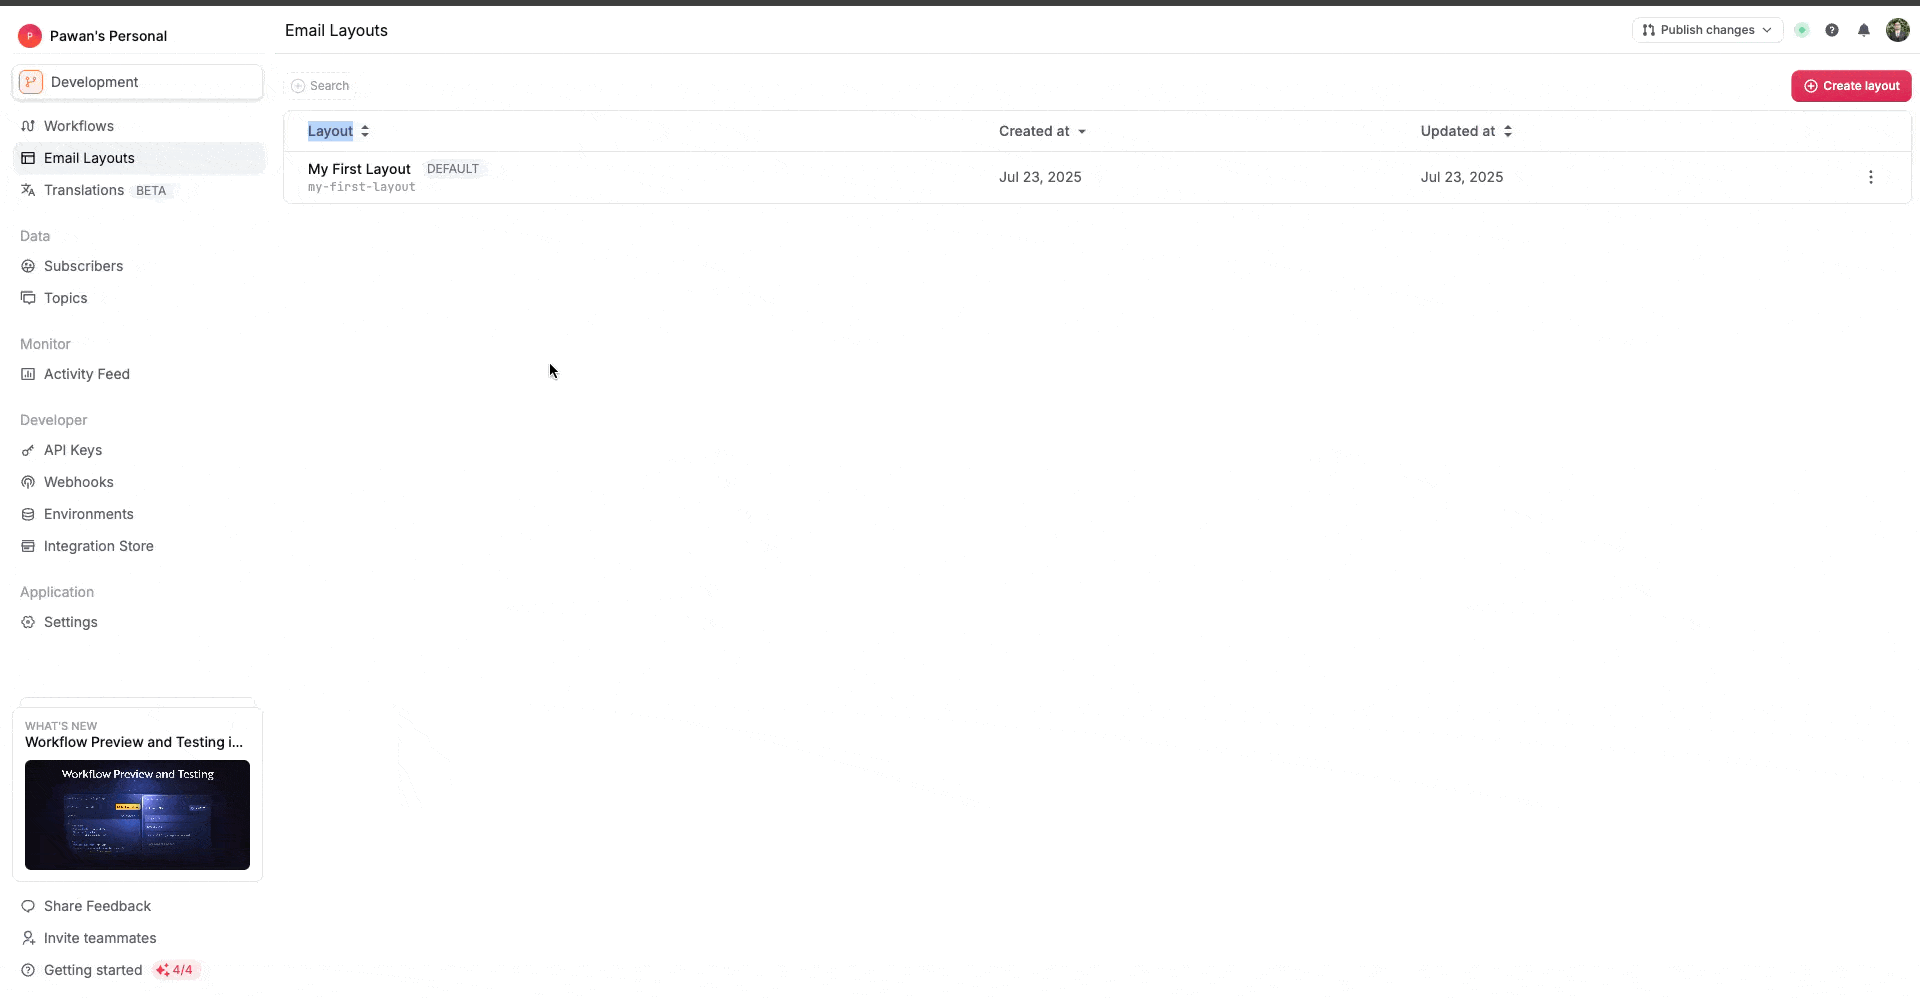 P Pawan's Personal
Email Layouts
Publish changes
Development
Search
Create layout
Workflows
Email Layouts
Translations BETA
Layout Created at Updated at
My First Layout DEFAULT
my-first-layout
Jul 23, 2025 Jul 23, 2025
Data
Subscribers
Topics
Monitor
Activity Feed
Developer
API Keys
Webhooks
Environments
Integration Store
Application
Settings
WHAT'S NEW
Workflow Preview and Testing i...
Workflow Preview and Testing
Share Feedback
Invite teammates
Getting started 4/4